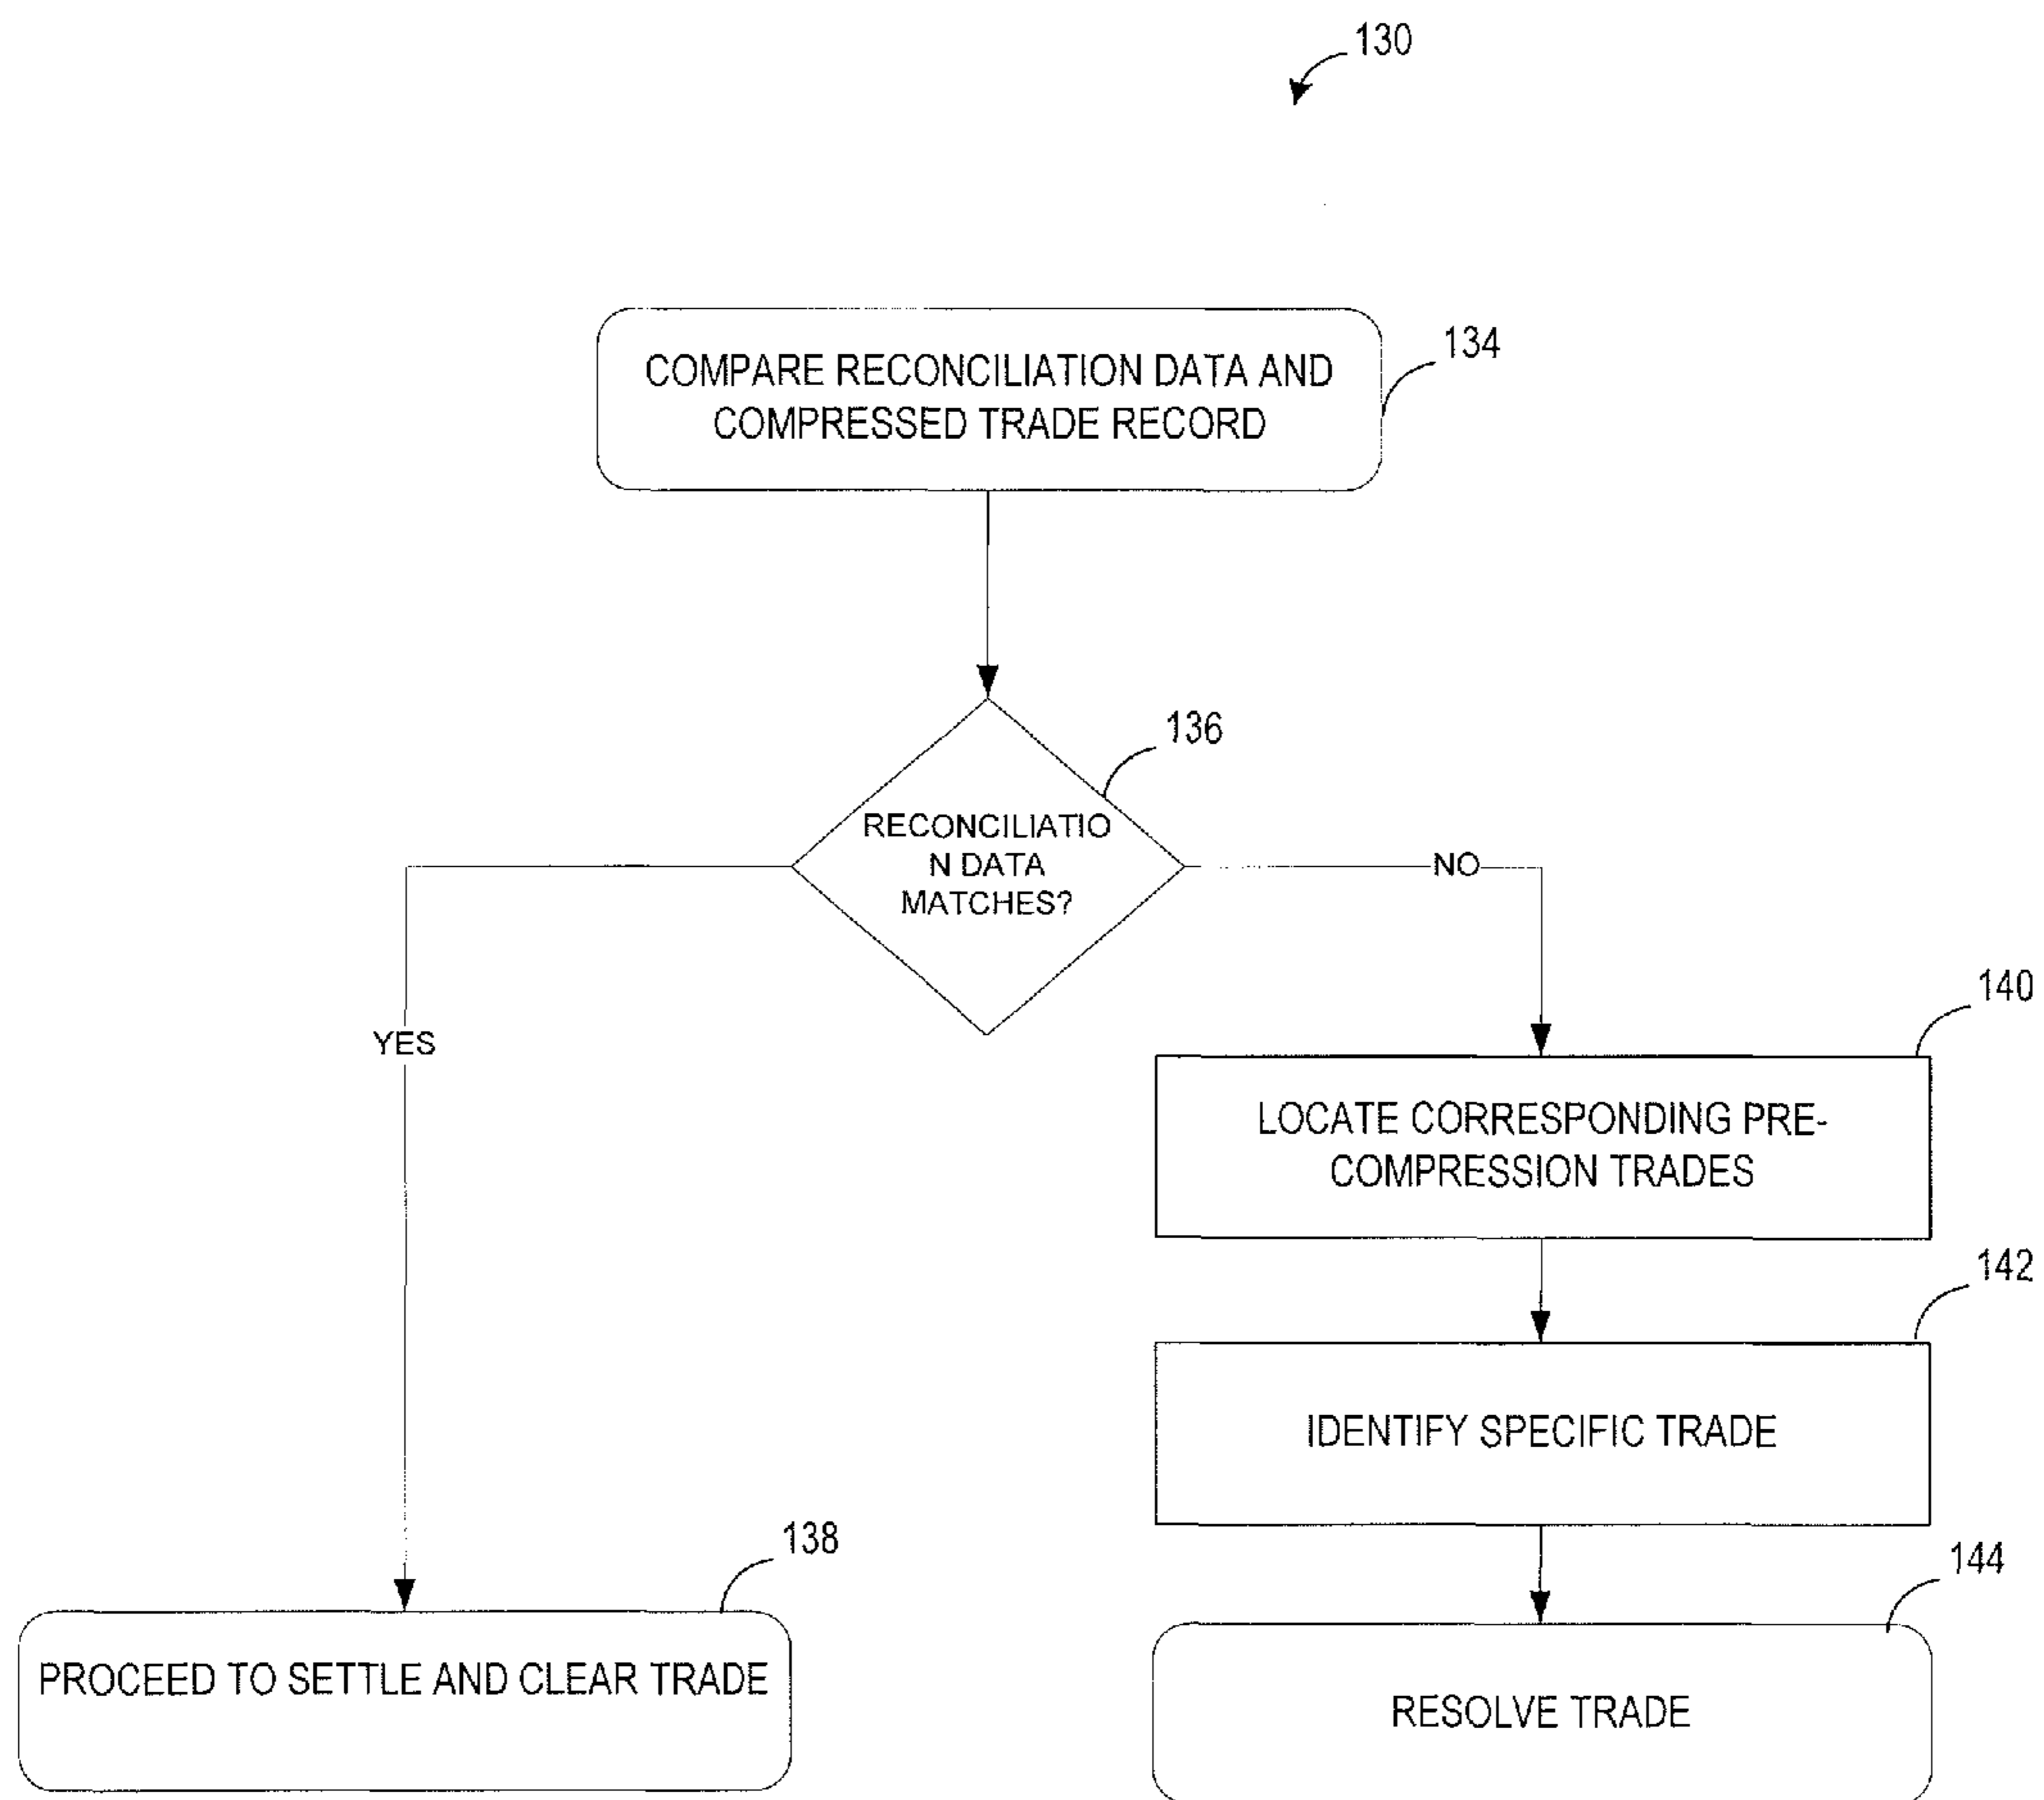 130
COMPARE RECONCILIATION DATA AND
COMPRESSED TRADE RECORD
134
136
RECONCILIATIO
N DATA
MATCHES?
NO
YES
140
LOCATE CORRESPONDING PRE-
COMPRESSION TRADES
142
IDENTIFY SPECIFIC TRADE
138
PROCEED TO SETTLE AND CLEAR TRADE
144
RESOLVE TRADE